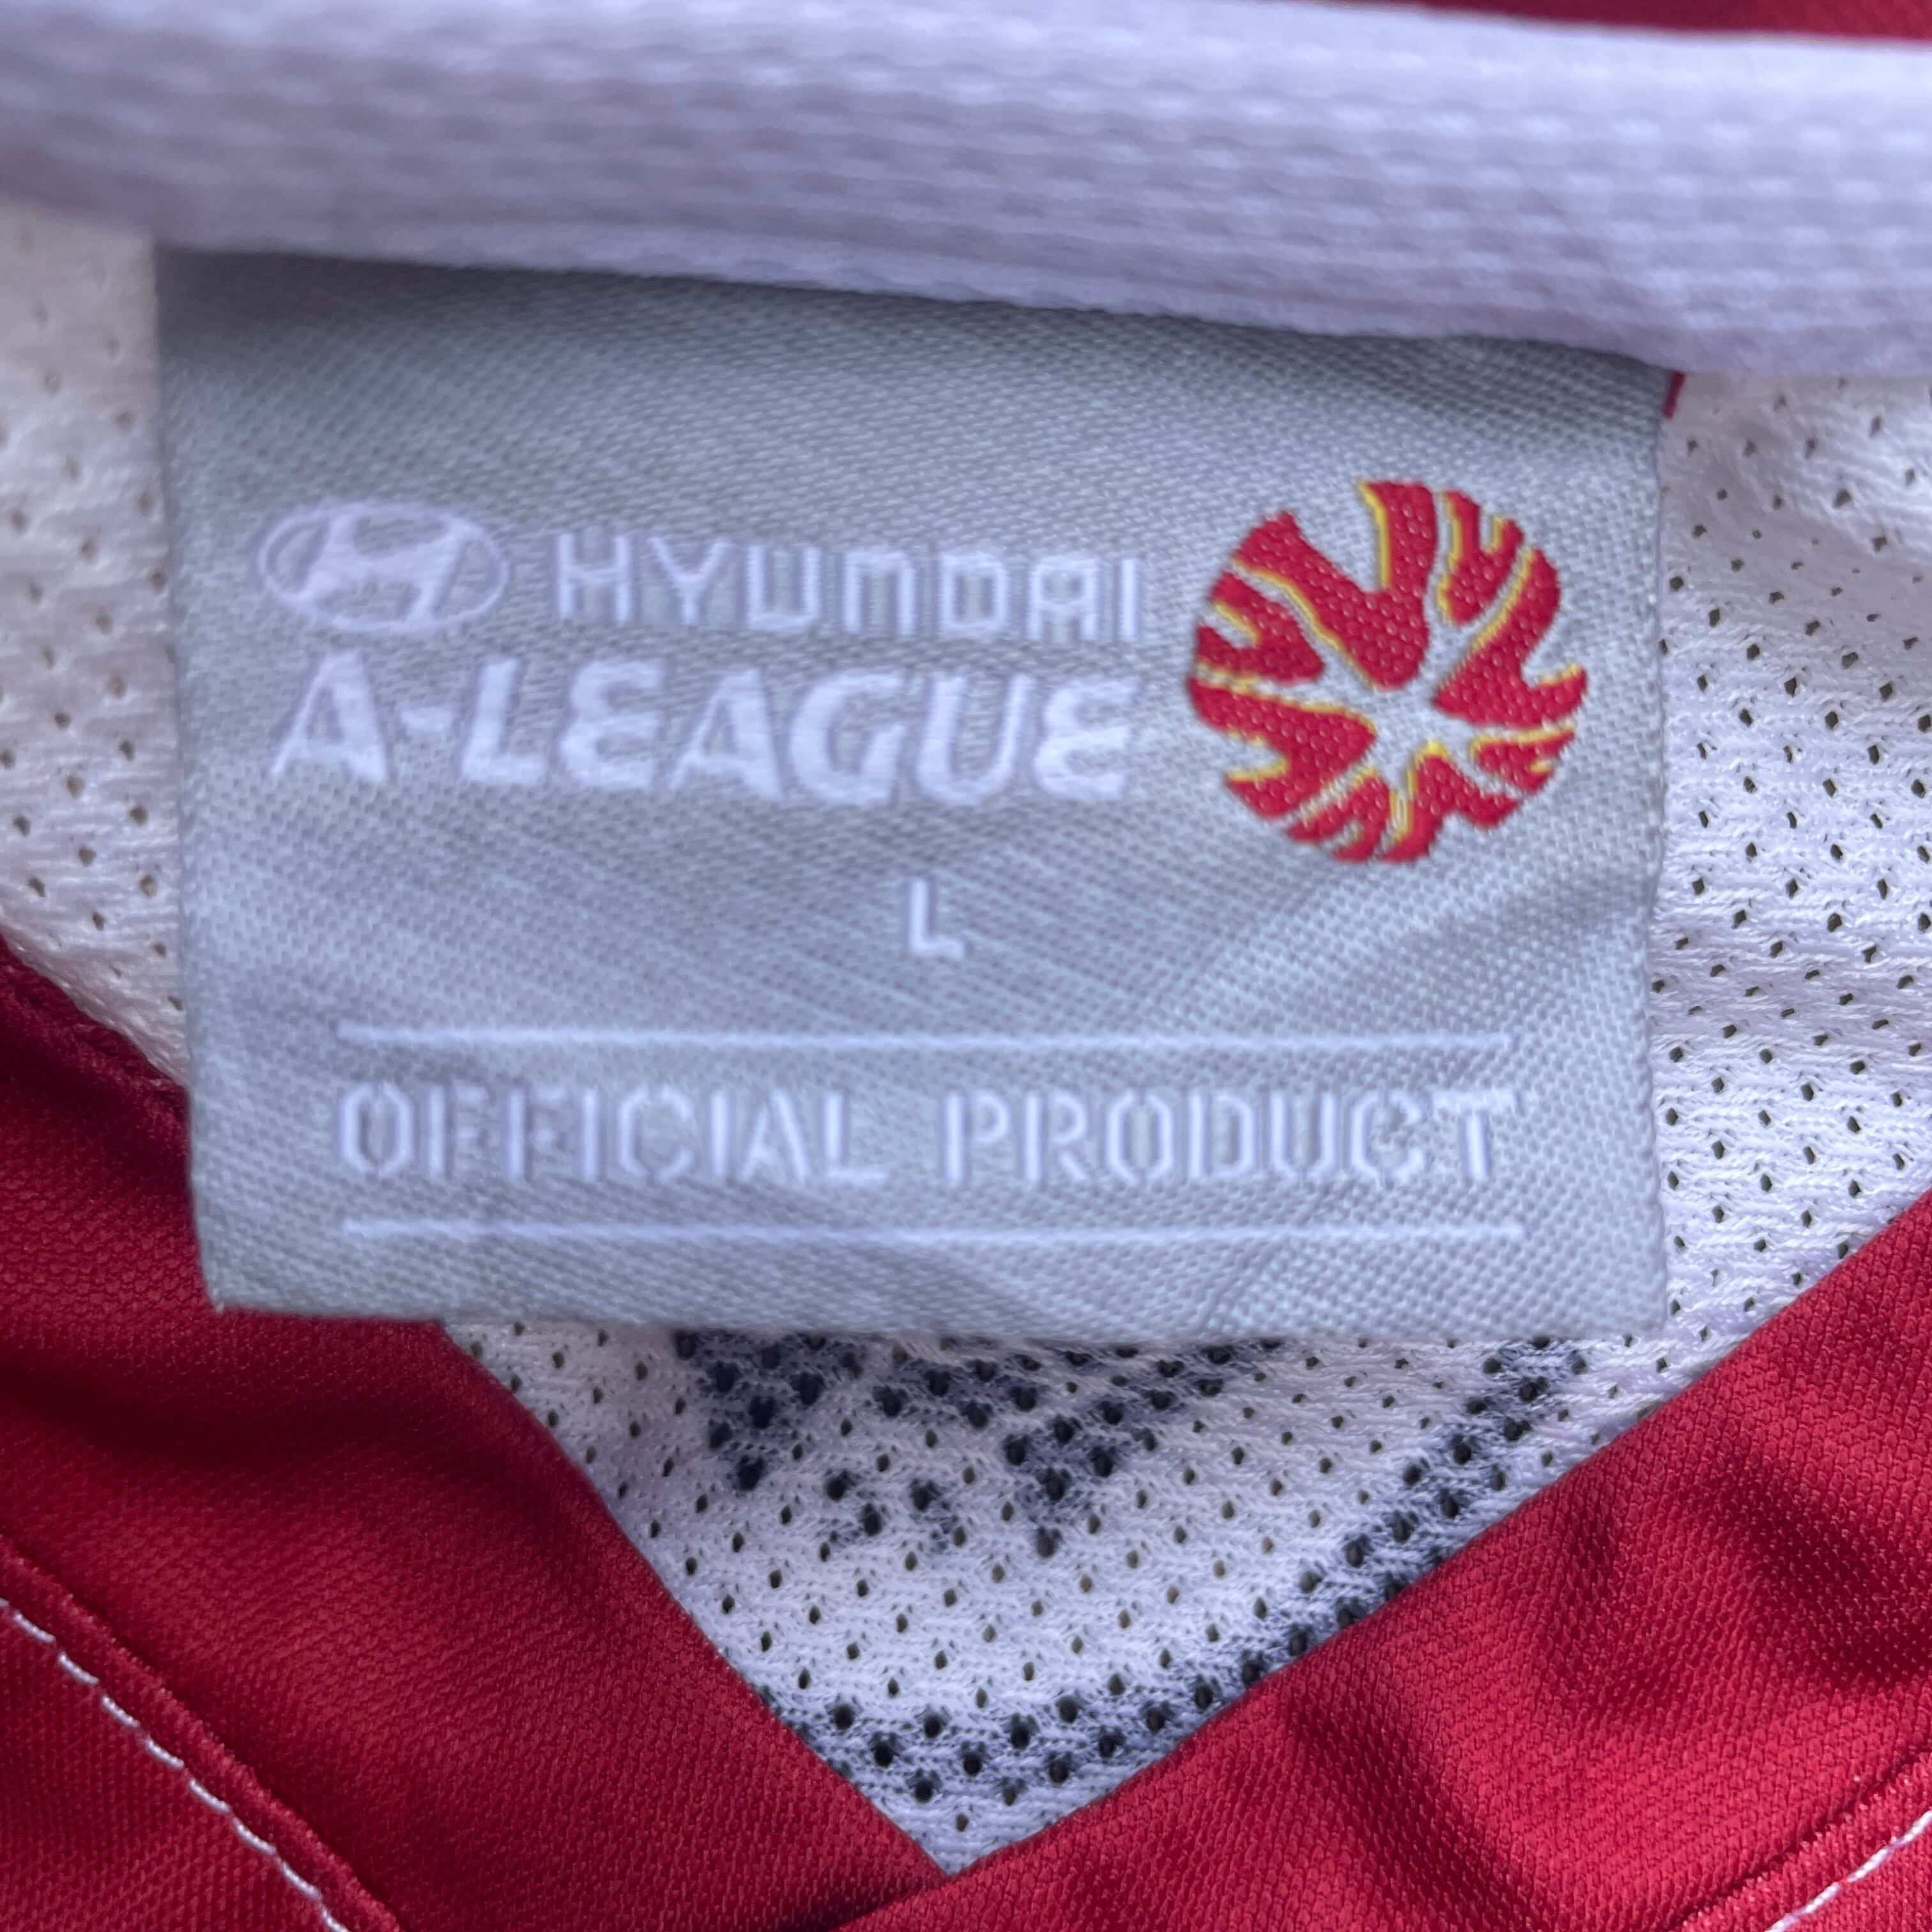 HYUNDAI
A-LEAGUE
L
OFFICIAL PRODUCT